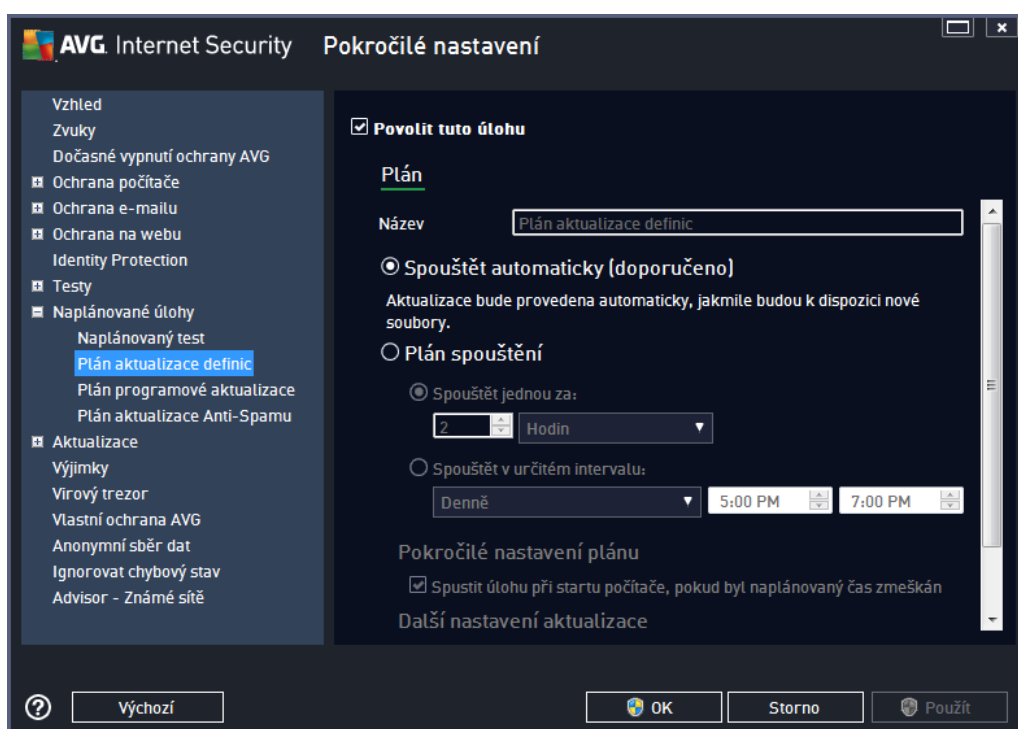 AVG. Internet Security
Pokročilé nastavení
Vzhled
Zvuky
Dočasné vypnutí ochrany AVG
Ochrana počítače
Ochrana e-mailu
Ochrana na webu
Identity Protection
Testy
Naplánované úlohy
Naplánovaný test
Plán aktualizace definic
Plán programové aktualizace
Plán aktualizace Anti-Spamu
Aktualizace
Výjimky
Virový trezor
Vlastní ochrana AVG
Anonymní sběr dat
Ignorovat chybový stav
Advisor - Známé sítě
Povolit tuto úlohu
Plán
Název Plán aktualizace definic
Spouštět automaticky (doporučeno)
Aktualizace bude provedena automaticky, jakmile budou k dispozici nové
soubory.
Plán spouštění
Spouštět jednou za:
2 Hodin
Spouštět v určitém intervalu:
Denně 5:00 PM 7:00 PM
Pokročilé nastavení plánu
Spustit úlohu při startu počítače, pokud byl naplánovaný čas zmeškán
Další nastavení aktualizace
? Výchozí OK Storno Použít